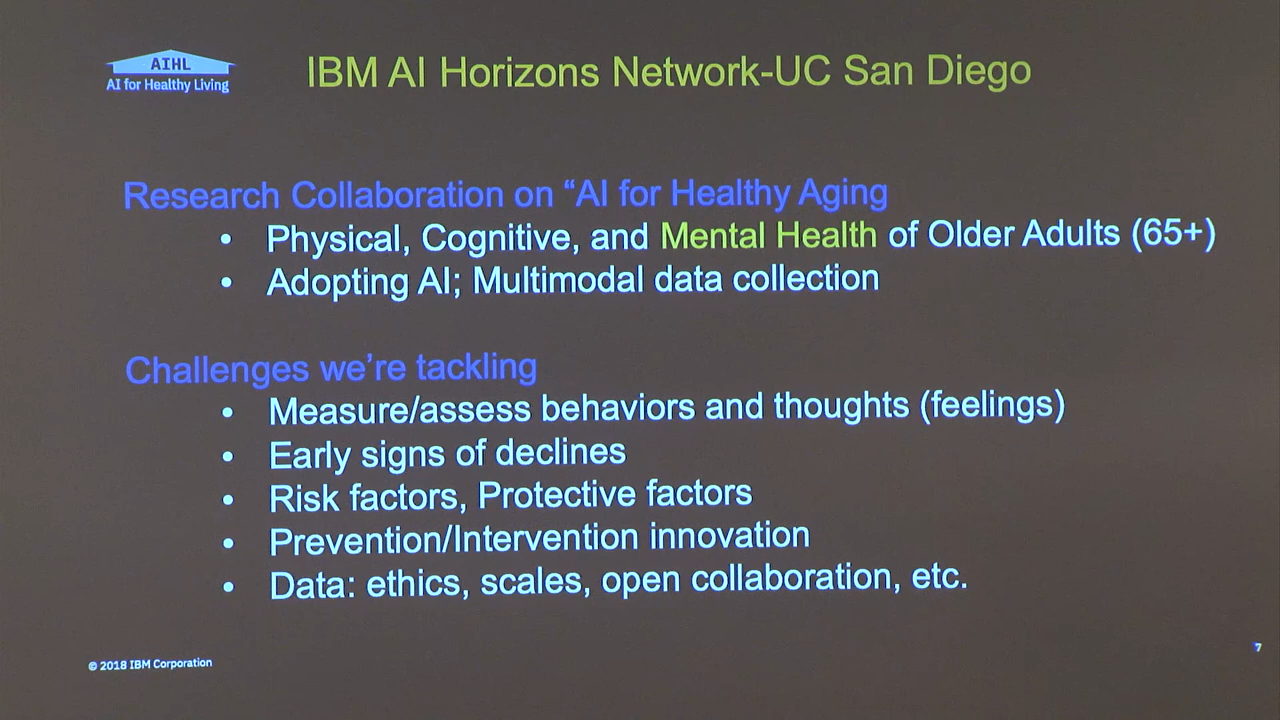 AIHL
AI for Healthy Living
IBM AI Horizons Network-UC San Diego
Research Collaboration on “AI for Healthy Aging
• Physical, Cognitive, and Mental Health of Older Adults (65+)
• Adopting AI; Multimodal data collection
Challenges we’re tackling
• Measure/assess behaviors and thoughts (feelings)
• Early signs of declines
• Risk factors, Protective factors
• Prevention/Intervention innovation
• Data: ethics, scales, open collaboration, etc.
© 2018 IBM Corporation
7